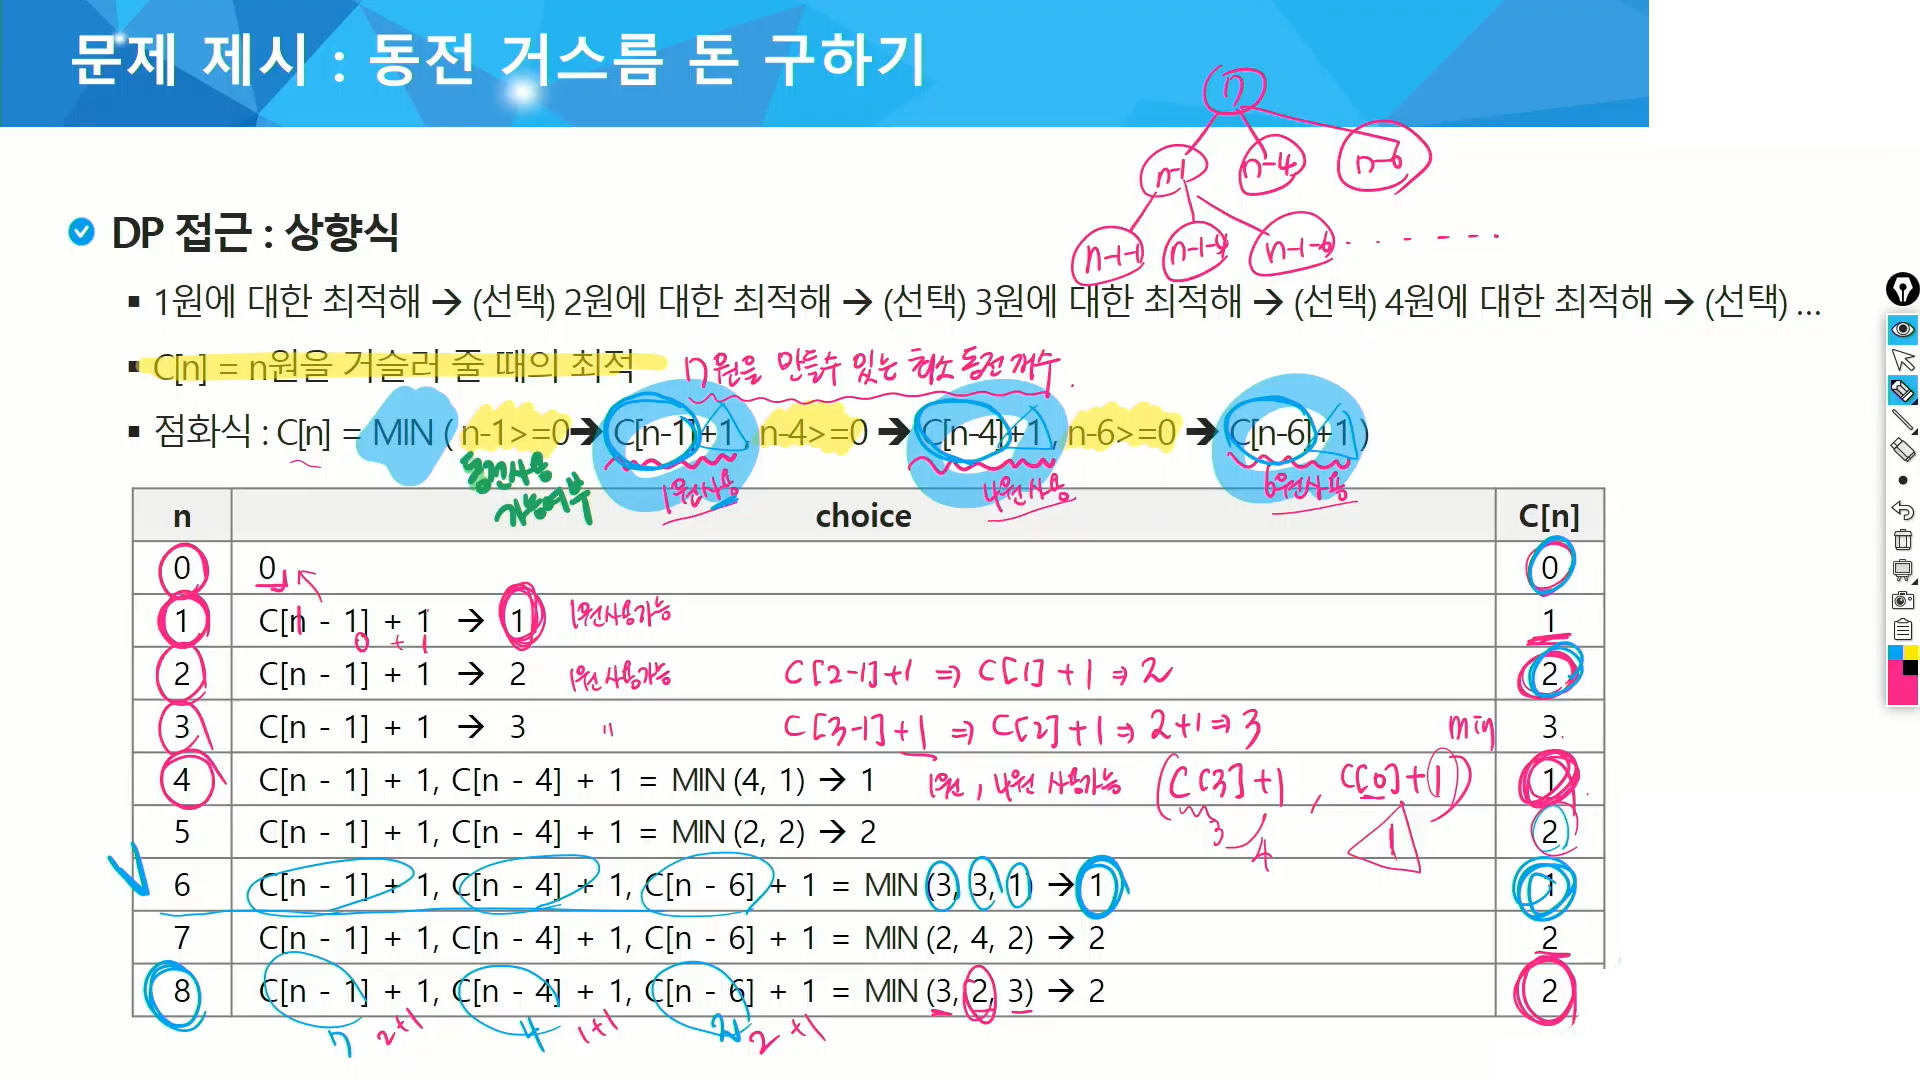 문제 제시 : 동전 거스름 돈 구하기
n
n-1 n-4 n-6
n-1-1 n-1-4 n-1-6 . . . - - - .
DP 접근 : 상향식
▪ 1원에 대한 최적해 → (선택) 2원에 대한 최적해 → (선택) 3원에 대한 최적해 → (선택) 4원에 대한 최적해 → (선택) ...
▪ C[n] = n원을 거슬러 줄 때의 최적 n원을 만들수 있는 최소 동전 개수.
▪ 점화식 : C[n] = MIN ( n-1>=0→ C[n-1]+1, n-4>=0 → C[n-4]+1, n-6>=0 → C[n-6]+1 )
동전사용 가능여부 1원사용 4원사용 6원사용
n choice C[n]
0 0 0
1 C[n - 1] + 1 → 1 1원사용가능 1
1 0 + 1
2 C[n - 1] + 1 → 2 1원사용가능 C[2-1]+1 ⇒ C[1]+1 ⇒ 2 2
3 C[n - 1] + 1 → 3 " C[3-1]+1 ⇒ C[2]+1 ⇒ 2+1 ⇒ 3 min 3
4 C[n - 1] + 1, C[n - 4] + 1 = MIN (4, 1) → 1 1원, 4원 사용가능 (C[3]+1, C[0]+1) 1
3 4 1
5 C[n - 1] + 1, C[n - 4] + 1 = MIN (2, 2) → 2 2
6 C[n - 1] + 1, C[n - 4] + 1, C[n - 6] + 1 = MIN (3, 3, 1) → 1 1
7 C[n - 1] + 1, C[n - 4] + 1, C[n - 6] + 1 = MIN (2, 4, 2) → 2 2
8 C[n - 1] + 1, C[n - 4] + 1, C[n - 6] + 1 = MIN (3, 2, 3) → 2 2
7 2+1 4 1+1 2 2+1